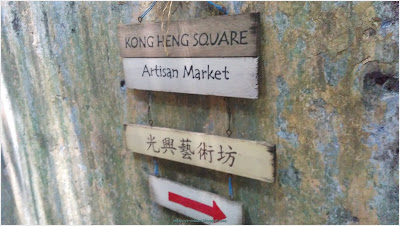 KONG HENG SQUARE
Artisan Market
光興藝術坊